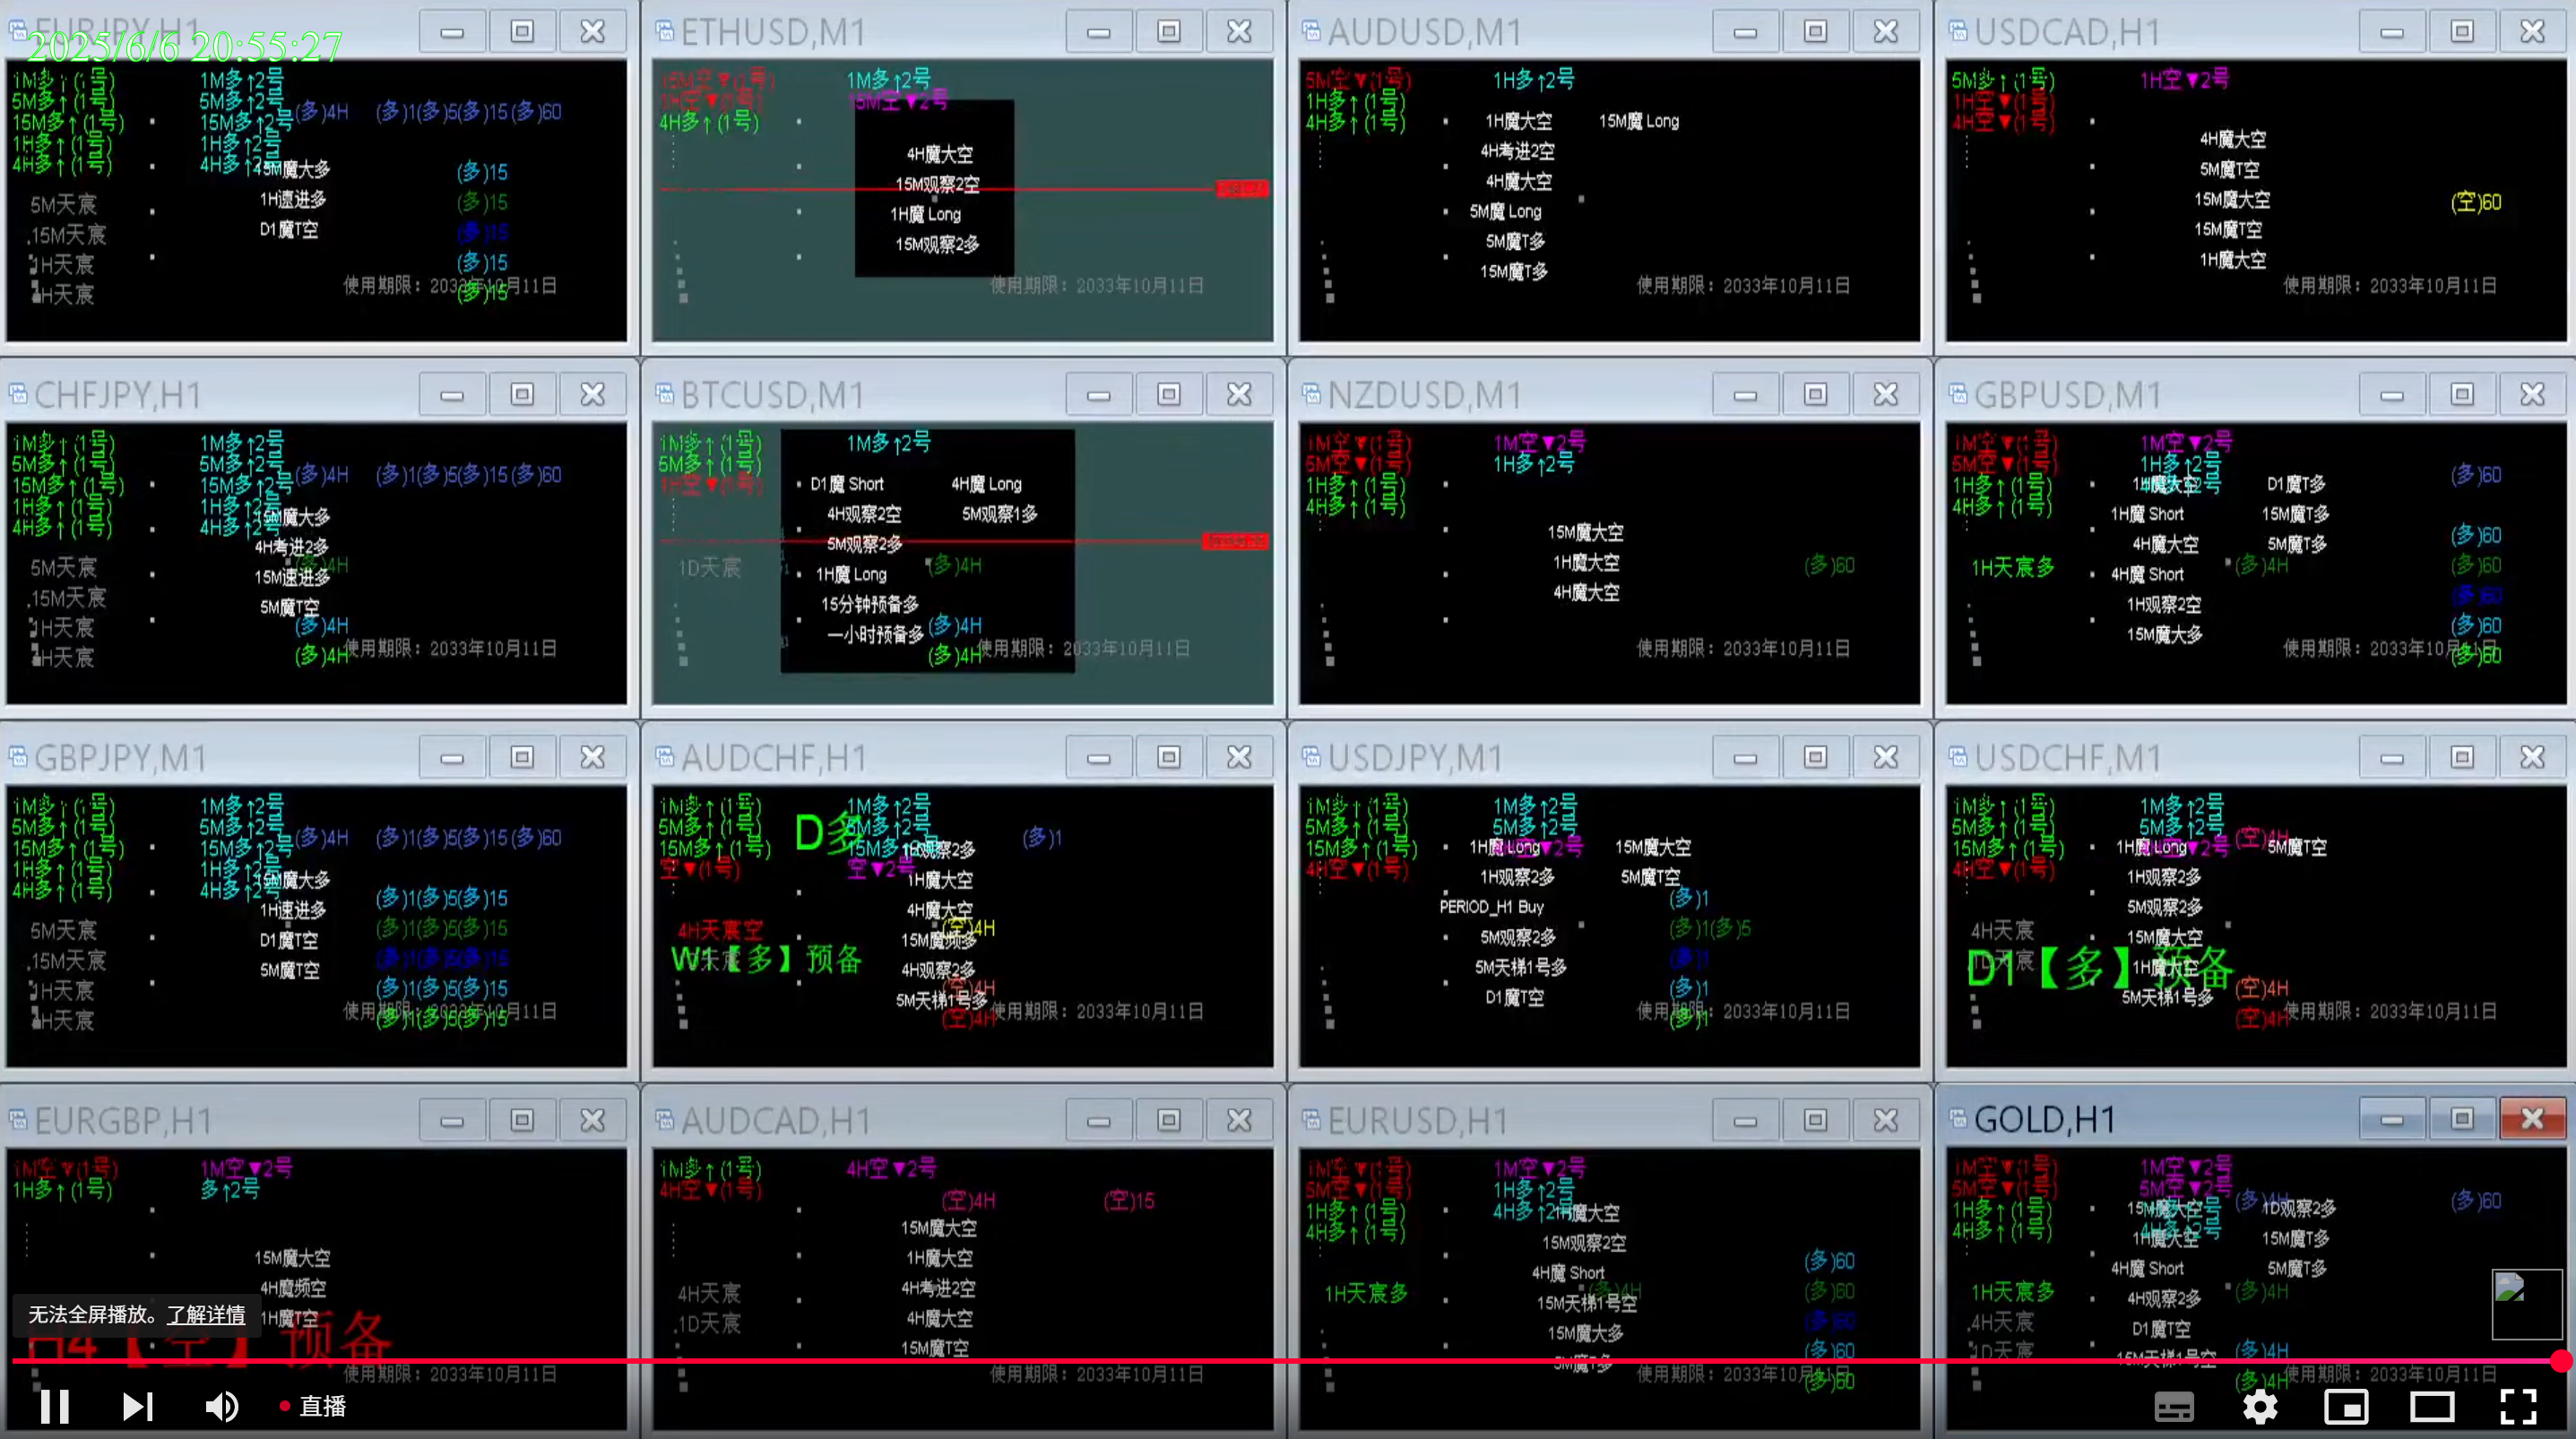 EURJPY,H1
2025/6/6 20:55:27
1M多↑(1号)
5M多↑(1号)
15M多↑(1号)
1H多↑(1号)
4H多↑(1号)
1M多↑2号
5M多↑2号
15M多↑2号
1H多↑2号
4H多↑2号
(多)4H (多)1(多)5(多)15(多)60
15M魔大多
1H速进多
D1魔T空
(多)15
(多)15
(多)15
(多)15
(多)15
5M天宸
15M天宸
1H天宸
使用期限：2033年10月11日
ETHUSD,M1
15M空▼(1号)
1H空▼(1号)
4H多↑(1号)
1M多↑2号
15M空▼2号
4H魔大空
15M观察2空
1H魔 Long
15M观察2多
使用期限：2033年10月11日
AUDUSD,M1
5M空▼(1号)
1H多↑(1号)
4H多↑(1号)
1H多↑2号
1H魔大空 15M魔 Long
4H考进2空
4H魔大空
5M魔 Long
5M魔T多
15M魔T多
使用期限：2033年10月11日
USDCAD,H1
5M多↑(1号)
1H空▼(1号)
4H空▼(1号)
1H空▼2号
4H魔大空
5M魔T空
15M魔大空
15M魔T空
1H魔大空
(空)60
使用期限：2033年10月11日
CHFJPY,H1
1M多↑(1号)
5M多↑(1号)
15M多↑(1号)
1H多↑(1号)
4H多↑(1号)
1M多↑2号
5M多↑2号
15M多↑2号
1H多↑2号
4H多↑2号
(多)4H (多)1(多)5(多)15(多)60
15M魔大多
4H考进2多
15M速进多
5M魔T空
(多)4H
(多)4H
(多)4H
5M天宸
15M天宸
1H天宸
使用期限：2033年10月11日
BTCUSD,M1
1M多↑(1号)
5M多↑(1号)
1H空▼(1号)
1M多↑2号
D1魔 Short 4H魔 Long
4H观察2空 5M观察1多
5M观察2多
1H魔 Long
15分钟预备多
一小时预备多
1D天宸
(多)4H
(多)4H
(多)4H
使用期限：2033年10月11日
NZDUSD,M1
1M空▼(1号)
5M空▼(1号)
1H多↑(1号)
4H多↑(1号)
1M空▼2号
1H多↑2号
15M魔大空
1H魔大空
4H魔大空
(多)60
使用期限：2033年10月11日
GBPUSD,M1
1M空▼(1号)
5M空▼(1号)
1H多↑(1号)
4H多↑(1号)
1M空▼2号
1H多↑2号
1H魔大空 D1魔T多
1H魔 Short 15M魔T多
4H魔大空 5M魔T多
4H魔 Short
1H观察2空
15M魔大多
1H天宸多
(多)4H
(多)60
(多)60
(多)60
(多)60
(多)60
(多)60
使用期限：2033年10月11日
GBPJPY,M1
1M多↑(1号)
5M多↑(1号)
15M多↑(1号)
1H多↑(1号)
4H多↑(1号)
1M多↑2号
5M多↑2号
15M多↑2号
1H多↑2号
4H多↑2号
(多)4H (多)1(多)5(多)15(多)60
15M魔大多
1H速进多
D1魔T空
5M魔T空
(多)1(多)5(多)15
(多)1(多)5(多)15
(多)1(多)5(多)15
(多)1(多)5(多)15
(多)1(多)5(多)15
5M天宸
15M天宸
1H天宸
使用期限：2033年10月11日
AUDCHF,H1
1M多↑(1号)
5M多↑(1号)
15M多↑(1号)
空▼(1号)
D多
1M多↑2号
5M多↑2号
15M多↑2号
空▼2号
(多)1
1H魔大空
4H魔大空
15M魔频多
4H观察2多
5M天梯1号多
4H天宸空
W1【多】预备
(空)4H
(空)4H
(空)4H
使用期限：2033年10月11日
USDJPY,M1
1M多↑(1号)
5M多↑(1号)
15M多↑(1号)
4H空▼(1号)
1M多↑2号
5M多↑2号
1H魔 Long 15M魔大空
1H观察2多 5M魔T空
PERIOD_H1 Buy
5M观察2多
5M天梯1号多
D1魔T空
(多)1
(多)1(多)5
(多)1
(多)1
(多)1
使用期限：2033年10月11日
USDCHF,M1
1M多↑(1号)
5M多↑(1号)
15M多↑(1号)
4H空▼(1号)
1M多↑2号
5M多↑2号
(空)4H
1H魔 Long 5M魔T空
1H观察2多
5M观察2多
15M魔大空
1H魔大空
5M天梯1号多
4H天宸
1D天宸
D1【多】预备
(空)4H
(空)4H
使用期限：2033年10月11日
EURGBP,H1
1M空▼(1号)
1H多↑(1号)
1M空▼2号
多↑2号
15M魔大空
4H魔频空
1H魔T空
H4【空】预备
使用期限：2033年10月11日
AUDCAD,H1
1M多↑(1号)
4H空▼(1号)
4H空▼2号
(空)4H (空)15
15M魔大空
1H魔大空
4H考进2空
4H魔大空
15M魔T空
4H天宸
1D天宸
使用期限：2033年10月11日
EURUSD,H1
1M空▼(1号)
5M空▼(1号)
1H多↑(1号)
4H多↑(1号)
1M空▼2号
1H多↑2号
4H多↑2号
15M观察2空
4H魔 Short
15M天梯1号空
15M魔大多
5M魔T多
1H天宸多
(多)60
(多)60
(多)60
(多)60
(多)60
使用期限：2033年10月11日
GOLD,H1
1M空▼(1号)
5M空▼(1号)
1H多↑(1号)
4H多↑(1号)
1M空▼2号
5M空▼2号
(多)4H (多)60
15M魔大空 1D观察2多
1H魔大空 15M魔T多
4H魔 Short 5M魔T多
4H观察2多
D1魔T空
15M天梯1号空
1H天宸多
4H天宸
1D天宸
(多)4H
(多)4H
(多)4H
使用期限：2033年10月11日
无法全屏播放。了解详情
直播